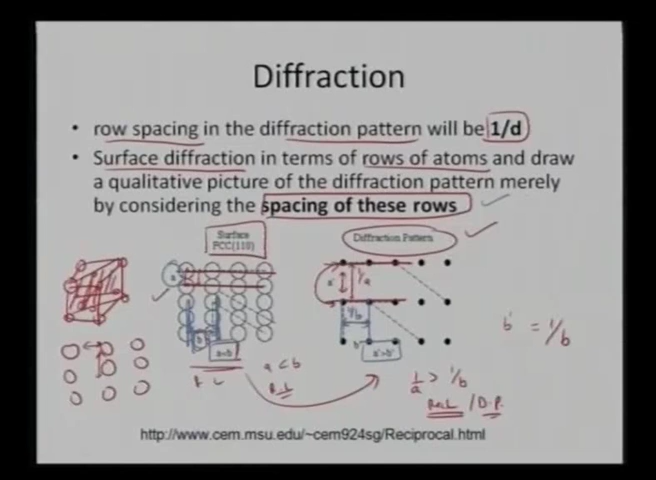 Diffraction
• row spacing in the diffraction pattern will be 1/d
• Surface diffraction in terms of rows of atoms and draw
a qualitative picture of the diffraction pattern merely
by considering the spacing of these rows
Surface
FCC(110)
Diffraction Pattern
a
a'
1/a
1/b
b
b'
a<b
a'>b'
a < b
R.L
b' = 1/b
1/a > 1/b
Rec.L / D.P.
http://www.cem.msu.edu/~cem924sg/Reciprocal.html